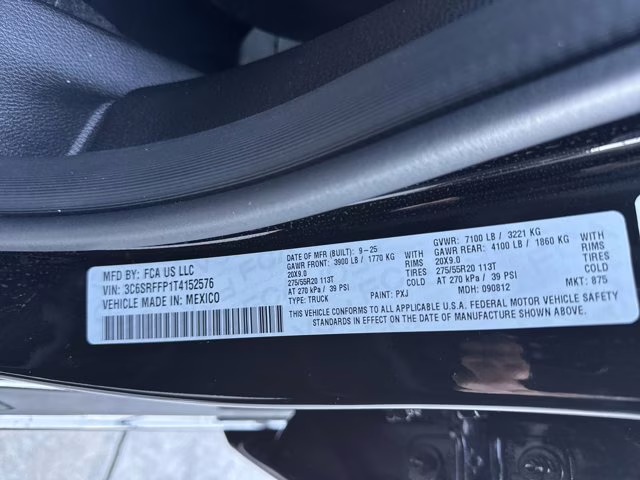 MFD BY: FCA US LLC
VIN: 3C6SRFFP1T4152576
VEHICLE MADE IN: MEXICO
DATE OF MFR (BUILT): 9-25
GAWR FRONT: 3900 LB / 1770 KG WITH
20X9.0 RIMS
275/55R20 113T TIRES
AT 270 kPa / 39 PSI COLD
TYPE: TRUCK
GVWR: 7100 LB / 3221 KG
GAWR REAR: 4100 LB / 1860 KG WITH
20X9.0 RIMS
275/55R20 113T TIRES
AT 270 kPa / 39 PSI COLD
PAINT: PXJ MDH: 090812 MKT: 875
THIS VEHICLE CONFORMS TO ALL APPLICABLE U.S.A. FEDERAL MOTOR VEHICLE SAFETY
STANDARDS IN EFFECT ON THE DATE OF MANUFACTURE SHOWN ABOVE.